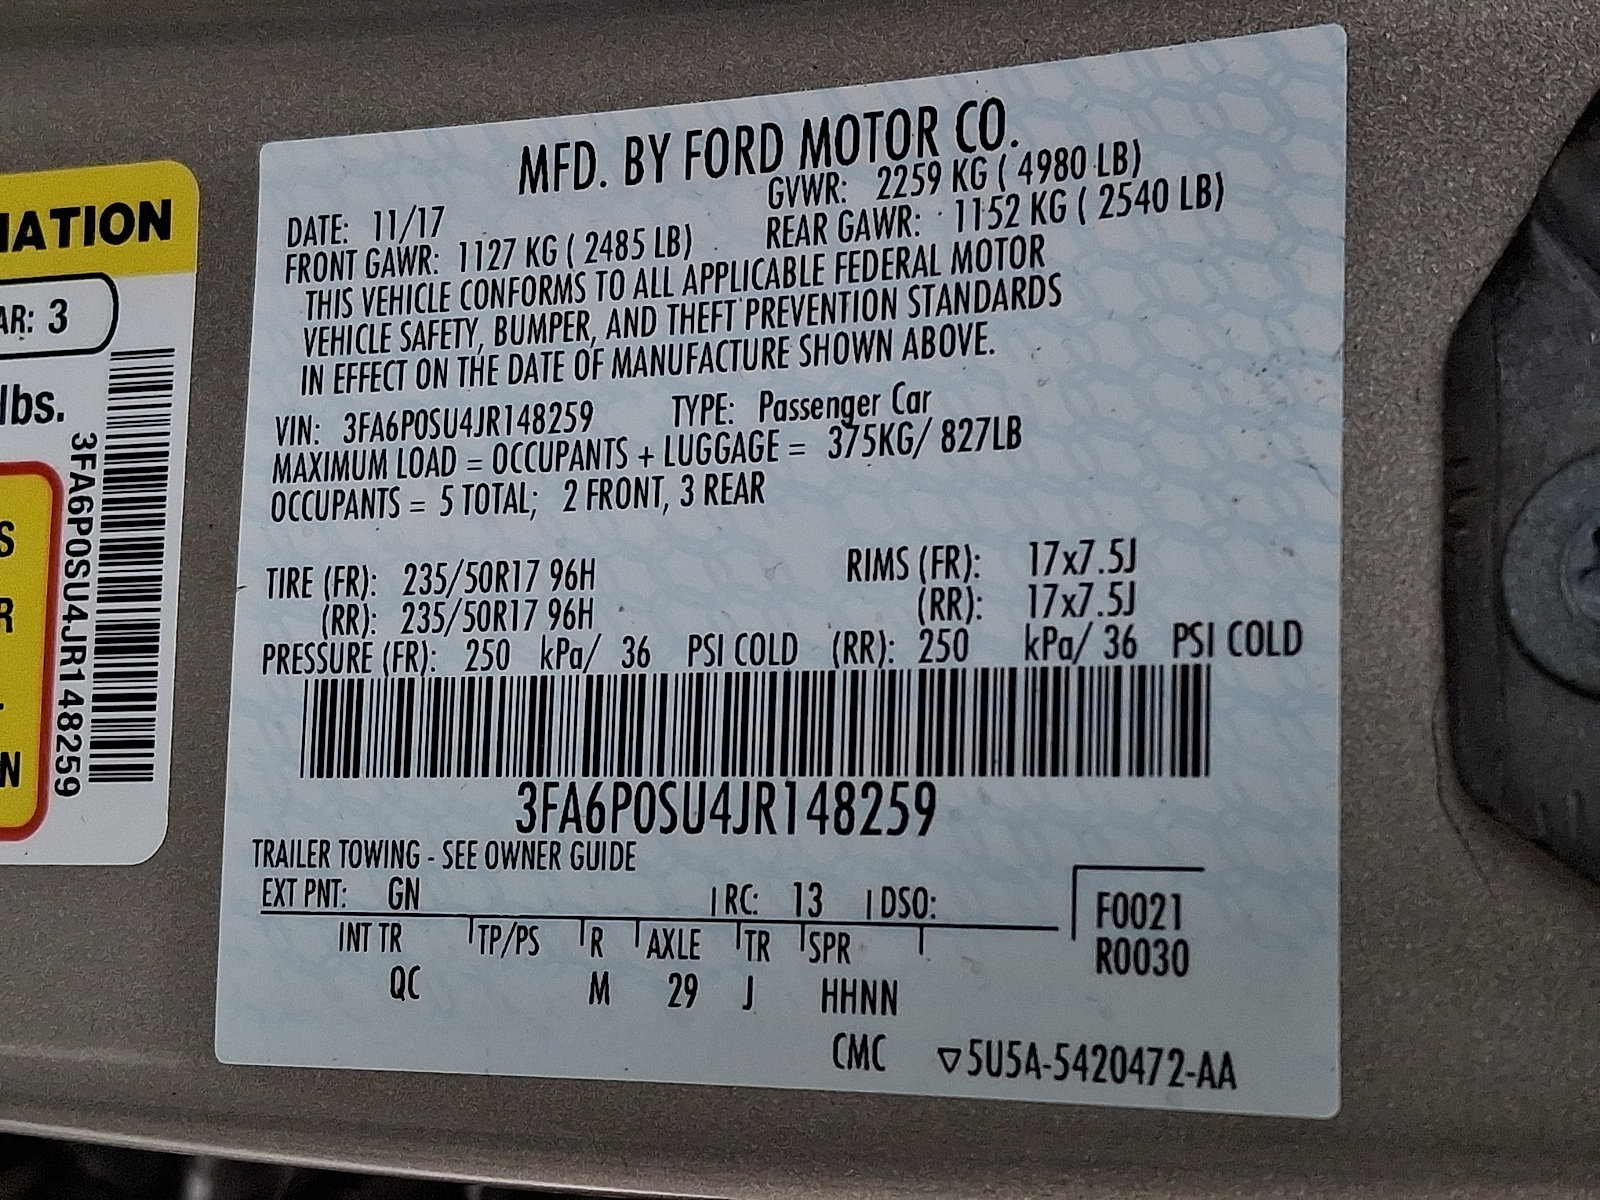 MATION
AR: 3
lbs.
S
R
N
3FA6P0SU4JR148259
MFD. BY FORD MOTOR CO.
DATE: 11/17 GVWR: 2259 KG ( 4980 LB)
FRONT GAWR: 1127 KG ( 2485 LB) REAR GAWR: 1152 KG ( 2540 LB)
THIS VEHICLE CONFORMS TO ALL APPLICABLE FEDERAL MOTOR
VEHICLE SAFETY, BUMPER, AND THEFT PREVENTION STANDARDS
IN EFFECT ON THE DATE OF MANUFACTURE SHOWN ABOVE.
VIN: 3FA6P0SU4JR148259 TYPE: Passenger Car
MAXIMUM LOAD = OCCUPANTS + LUGGAGE = 375KG/ 827LB
OCCUPANTS = 5 TOTAL; 2 FRONT, 3 REAR
TIRE (FR): 235/50R17 96H RIMS (FR): 17x7.5J
(RR): 235/50R17 96H (RR): 17x7.5J
PRESSURE (FR): 250 kPa/ 36 PSI COLD (RR): 250 kPa/ 36 PSI COLD
3FA6P0SU4JR148259
TRAILER TOWING - SEE OWNER GUIDE
EXT PNT: GN RC: 13 DSO:
F0021
R0030
INT TR TP/PS R AXLE TR SPR
QC M 29 J HHNN
CMC ▽5U5A-5420472-AA